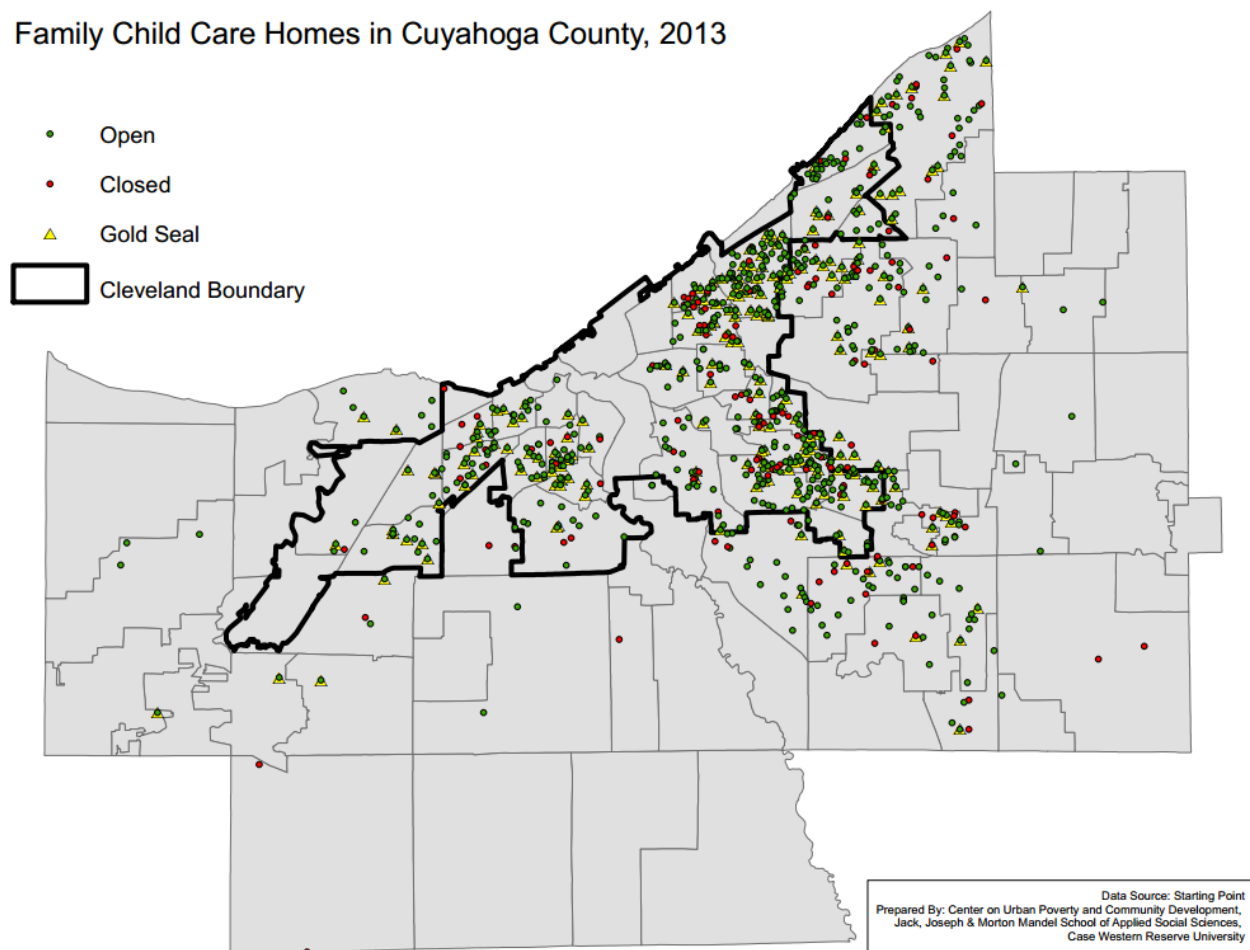 Family Child Care Homes in Cuyahoga County, 2013
Open
Closed
Gold Seal
Cleveland Boundary
Data Source: Starting Point
Prepared By: Center on Urban Poverty and Community Development,
Jack, Joseph & Morton Mandel School of Applied Social Sciences,
Case Western Reserve University